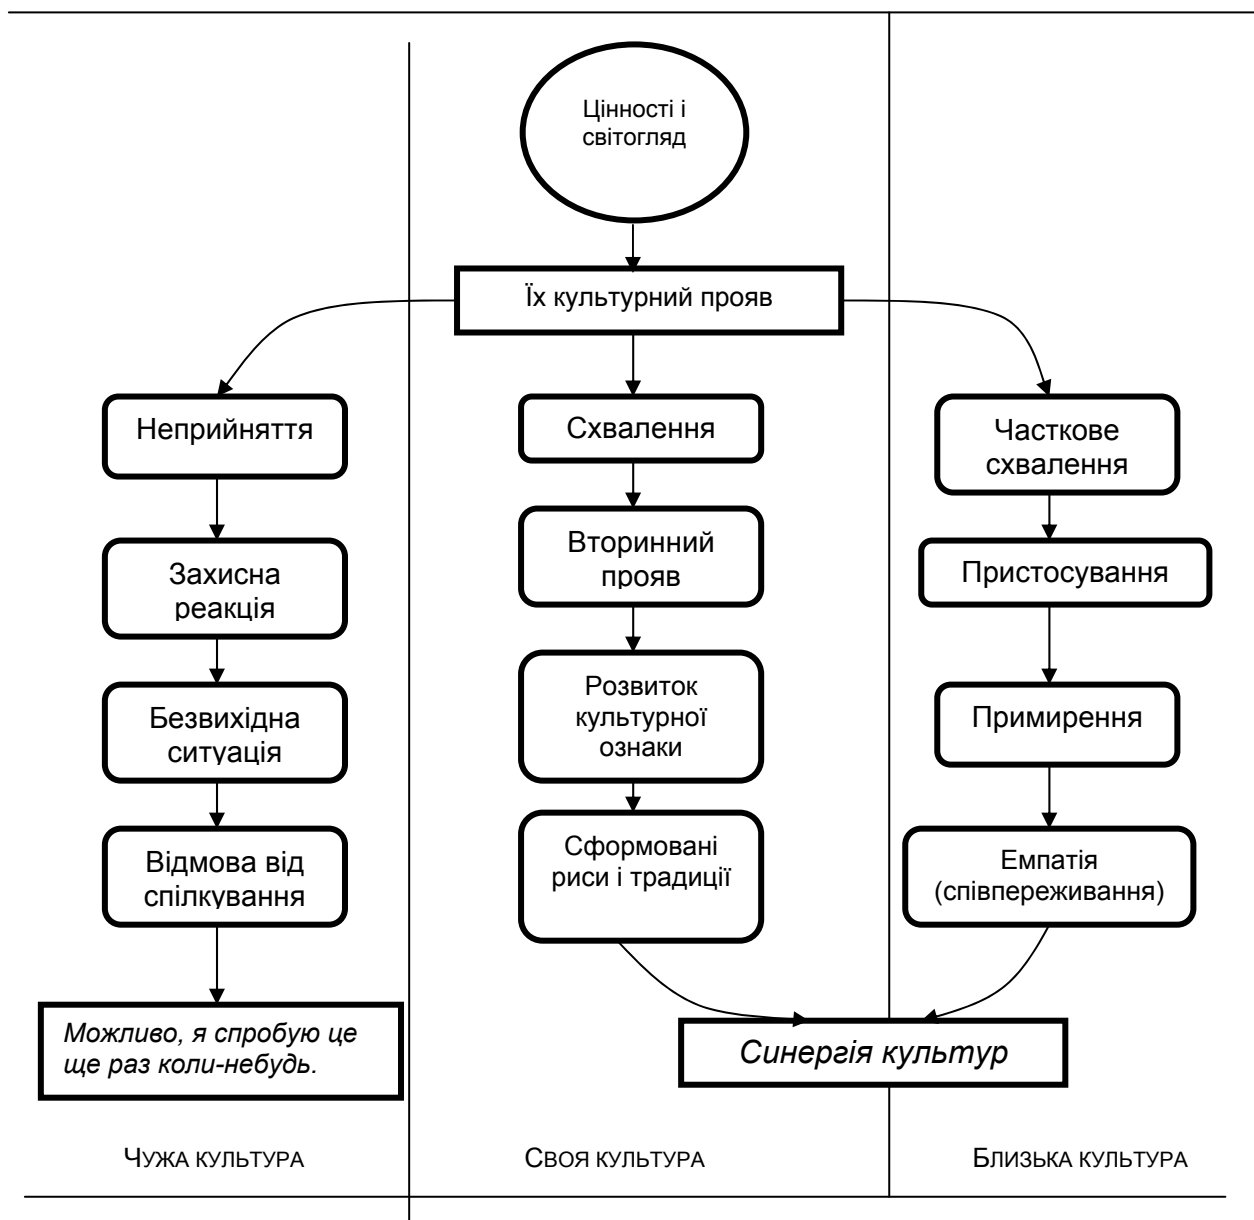 Цінності і
світогляд
Їх культурний прояв
Неприйняття
Захисна
реакція
Безвихідна
ситуація
Відмова від
спілкування
Можливо, я спробую це
ще раз коли-небудь.
Схвалення
Вторинний
прояв
Розвиток
культурної
ознаки
Сформовані
риси і традиції
Часткове
схвалення
Пристосування
Примирення
Емпатія
(співпереживання)
Синергія культур
ЧУЖА КУЛЬТУРА
СВОЯ КУЛЬТУРА
БЛИЗЬКА КУЛЬТУРА